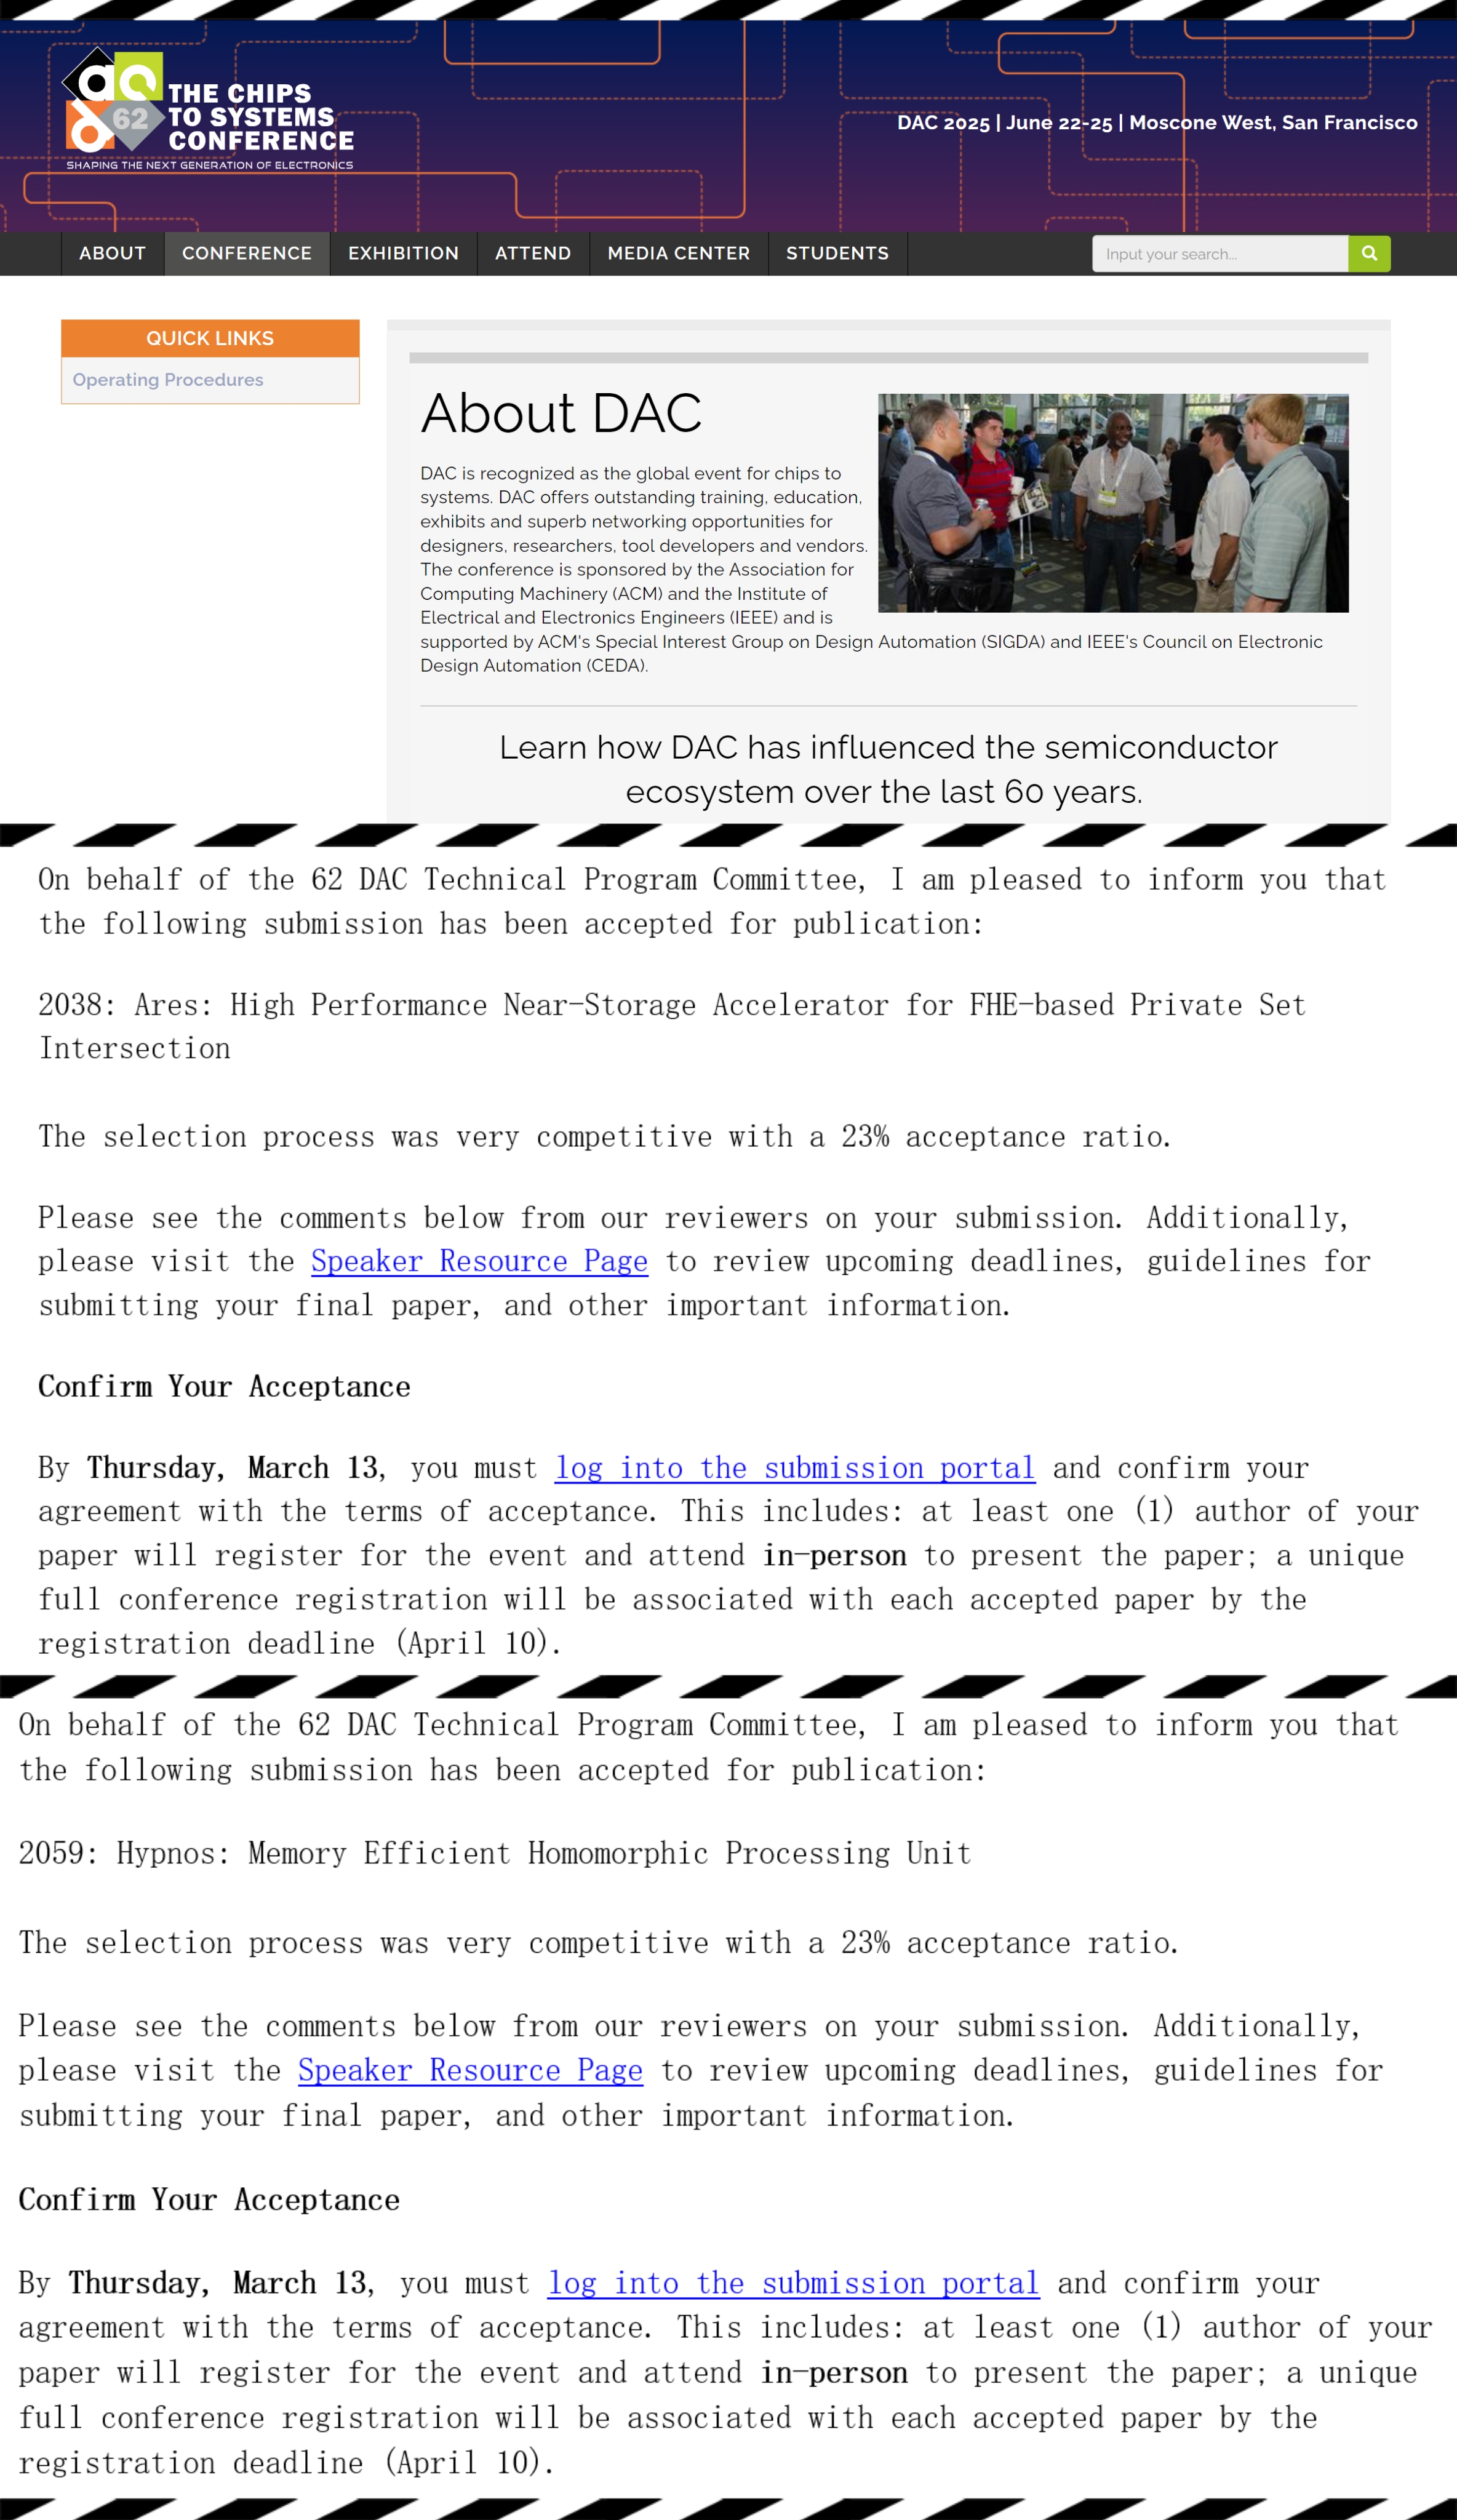 62
THE CHIPS
TO SYSTEMS
CONFERENCE
SHAPING THE NEXT GENERATION OF ELECTRONICS
DAC 2025 | June 22-25 | Moscone West, San Francisco
ABOUT CONFERENCE EXHIBITION ATTEND MEDIA CENTER STUDENTS Input your search...
QUICK LINKS
Operating Procedures
About DAC
DAC is recognized as the global event for chips to
systems. DAC offers outstanding training, education,
exhibits and superb networking opportunities for
designers, researchers, tool developers and vendors.
The conference is sponsored by the Association for
Computing Machinery (ACM) and the Institute of
Electrical and Electronics Engineers (IEEE) and is
supported by ACM's Special Interest Group on Design Automation (SIGDA) and IEEE's Council on Electronic
Design Automation (CEDA).
Learn how DAC has influenced the semiconductor
ecosystem over the last 60 years.
On behalf of the 62 DAC Technical Program Committee, I am pleased to inform you that
the following submission has been accepted for publication:
2038: Ares: High Performance Near-Storage Accelerator for FHE-based Private Set
Intersection
The selection process was very competitive with a 23% acceptance ratio.
Please see the comments below from our reviewers on your submission. Additionally,
please visit the Speaker Resource Page to review upcoming deadlines, guidelines for
submitting your final paper, and other important information.
Confirm Your Acceptance
By Thursday, March 13, you must log into the submission portal and confirm your
agreement with the terms of acceptance. This includes: at least one (1) author of your
paper will register for the event and attend in-person to present the paper; a unique
full conference registration will be associated with each accepted paper by the
registration deadline (April 10).
On behalf of the 62 DAC Technical Program Committee, I am pleased to inform you that
the following submission has been accepted for publication:
2059: Hypnos: Memory Efficient Homomorphic Processing Unit
The selection process was very competitive with a 23% acceptance ratio.
Please see the comments below from our reviewers on your submission. Additionally,
please visit the Speaker Resource Page to review upcoming deadlines, guidelines for
submitting your final paper, and other important information.
Confirm Your Acceptance
By Thursday, March 13, you must log into the submission portal and confirm your
agreement with the terms of acceptance. This includes: at least one (1) author of your
paper will register for the event and attend in-person to present the paper; a unique
full conference registration will be associated with each accepted paper by the
registration deadline (April 10).